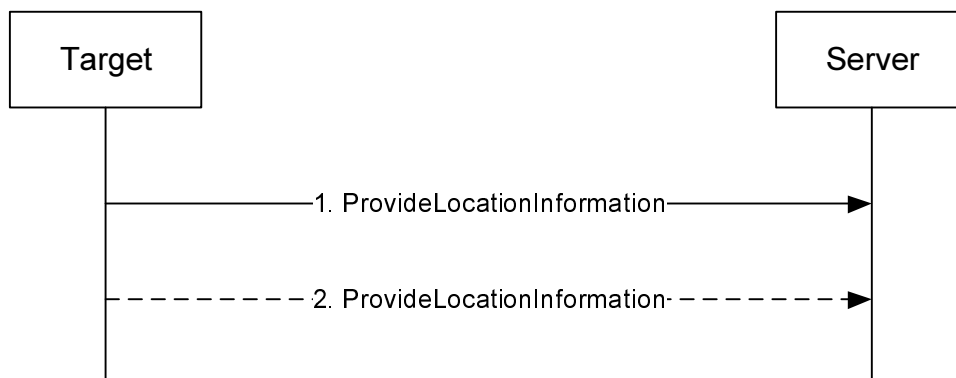 Target
Server
1. ProvideLocationInformation
2. ProvideLocationInformation